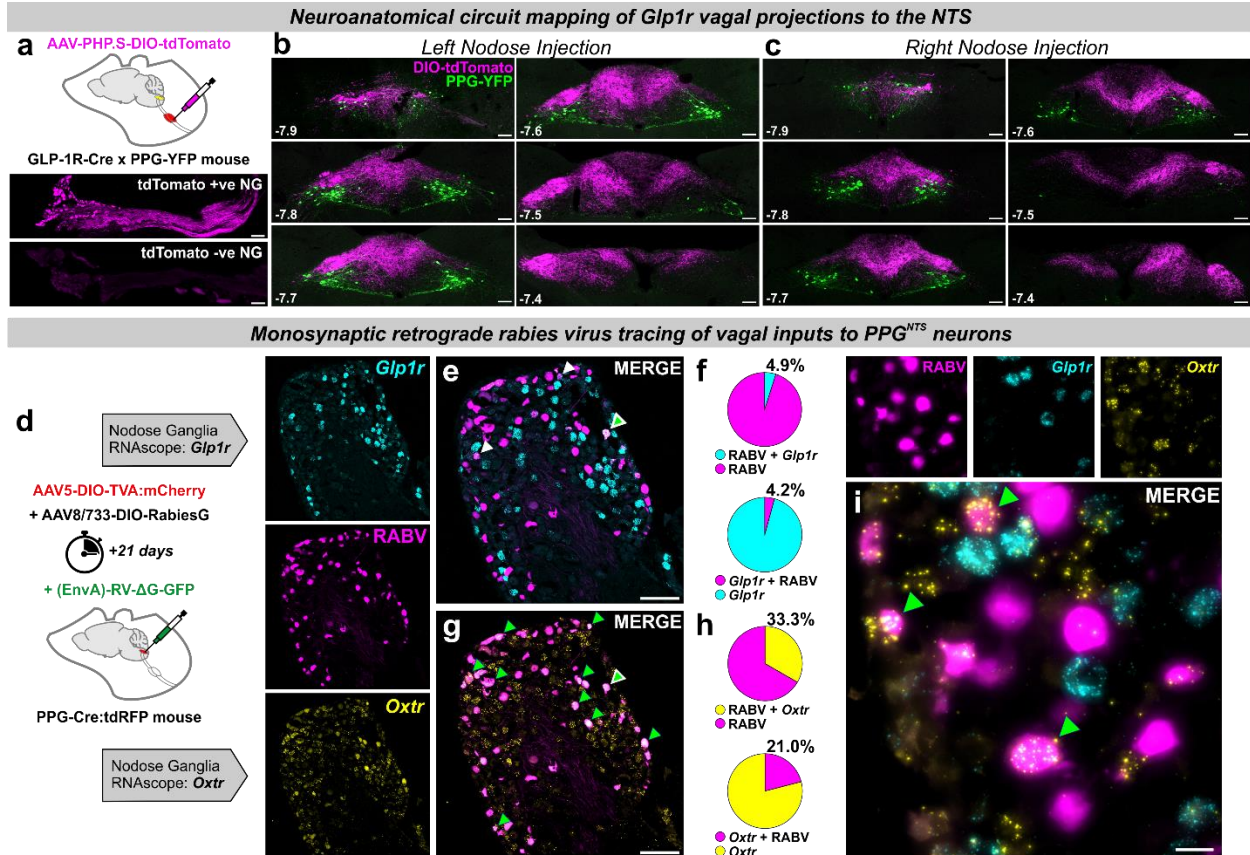 Neuroanatomical circuit mapping of Glp1r vagal projections to the NTS
a
AAV-PHP.S-DIO-tdTomato
GLP-1R-Cre x PPG-YFP mouse
tdTomato +ve NG
tdTomato -ve NG
b
Left Nodose Injection
DIO-tdTomato
PPG-YFP
-7.9
-7.6
-7.8
-7.5
-7.7
-7.4
c
Right Nodose Injection
-7.9
-7.6
-7.8
-7.5
-7.7
-7.4
Monosynaptic retrograde rabies virus tracing of vagal inputs to PPG^NTS neurons
d
Nodose Ganglia
RNAscope: Glp1r
AAV5-DIO-TVA:mCherry
+ AAV8/733-DIO-RabiesG
+21 days
+ (EnvA)-RV-ΔG-GFP
PPG-Cre:tdRFP mouse
Nodose Ganglia
RNAscope: Oxtr
Glp1r
RABV
Oxtr
e
MERGE
g
MERGE
f
4.9%
RABV + Glp1r
RABV
4.2%
Glp1r + RABV
Glp1r
h
33.3%
RABV + Oxtr
RABV
21.0%
Oxtr + RABV
Oxtr
RABV
Glp1r
Oxtr
i
MERGE